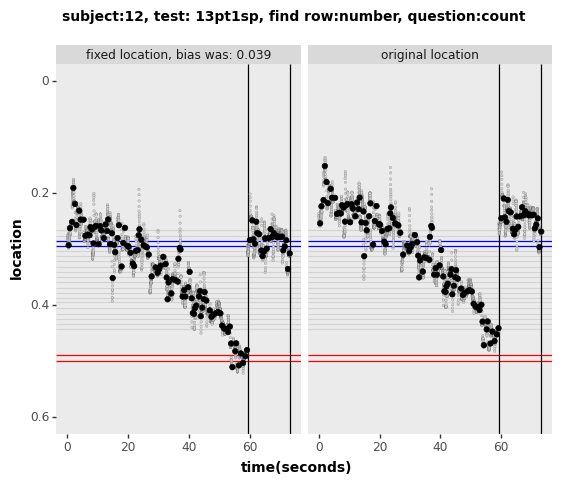 subject:12, test: 13pt1sp, find row:number, question:count
fixed location, bias was: 0.039
original location
0
0.2
0.4
0.6
location
0 20 40 60
0 20 40 60
time(seconds)